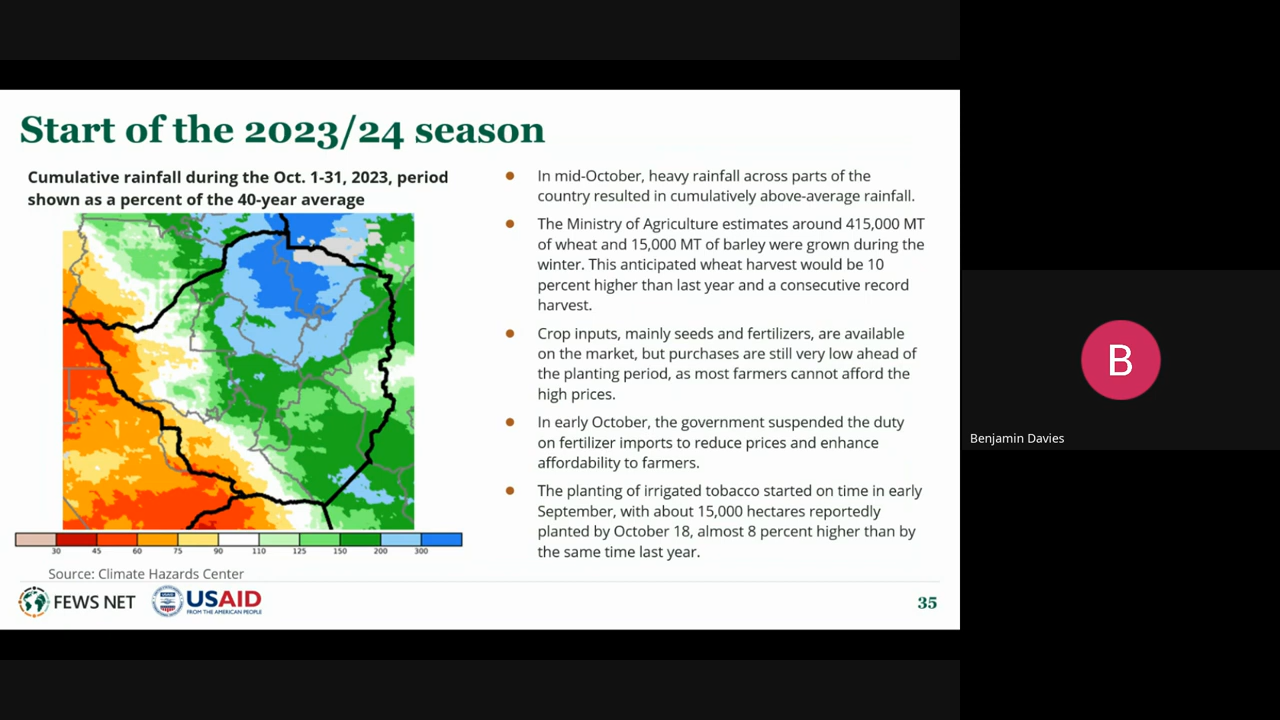 Start of the 2023/24 season
Cumulative rainfall during the Oct. 1-31, 2023, period
shown as a percent of the 40-year average
30 45 60 75 90 110 125 150 200 300
Source: Climate Hazards Center
In mid-October, heavy rainfall across parts of the
country resulted in cumulatively above-average rainfall.
The Ministry of Agriculture estimates around 415,000 MT
of wheat and 15,000 MT of barley were grown during the
winter. This anticipated wheat harvest would be 10
percent higher than last year and a consecutive record
harvest.
Crop inputs, mainly seeds and fertilizers, are available
on the market, but purchases are still very low ahead of
the planting period, as most farmers cannot afford the
high prices.
In early October, the government suspended the duty
on fertilizer imports to reduce prices and enhance
affordability to farmers.
The planting of irrigated tobacco started on time in early
September, with about 15,000 hectares reportedly
planted by October 18, almost 8 percent higher than by
the same time last year.
FEWS NET
USAID
FROM THE AMERICAN PEOPLE
35
B
Benjamin Davies